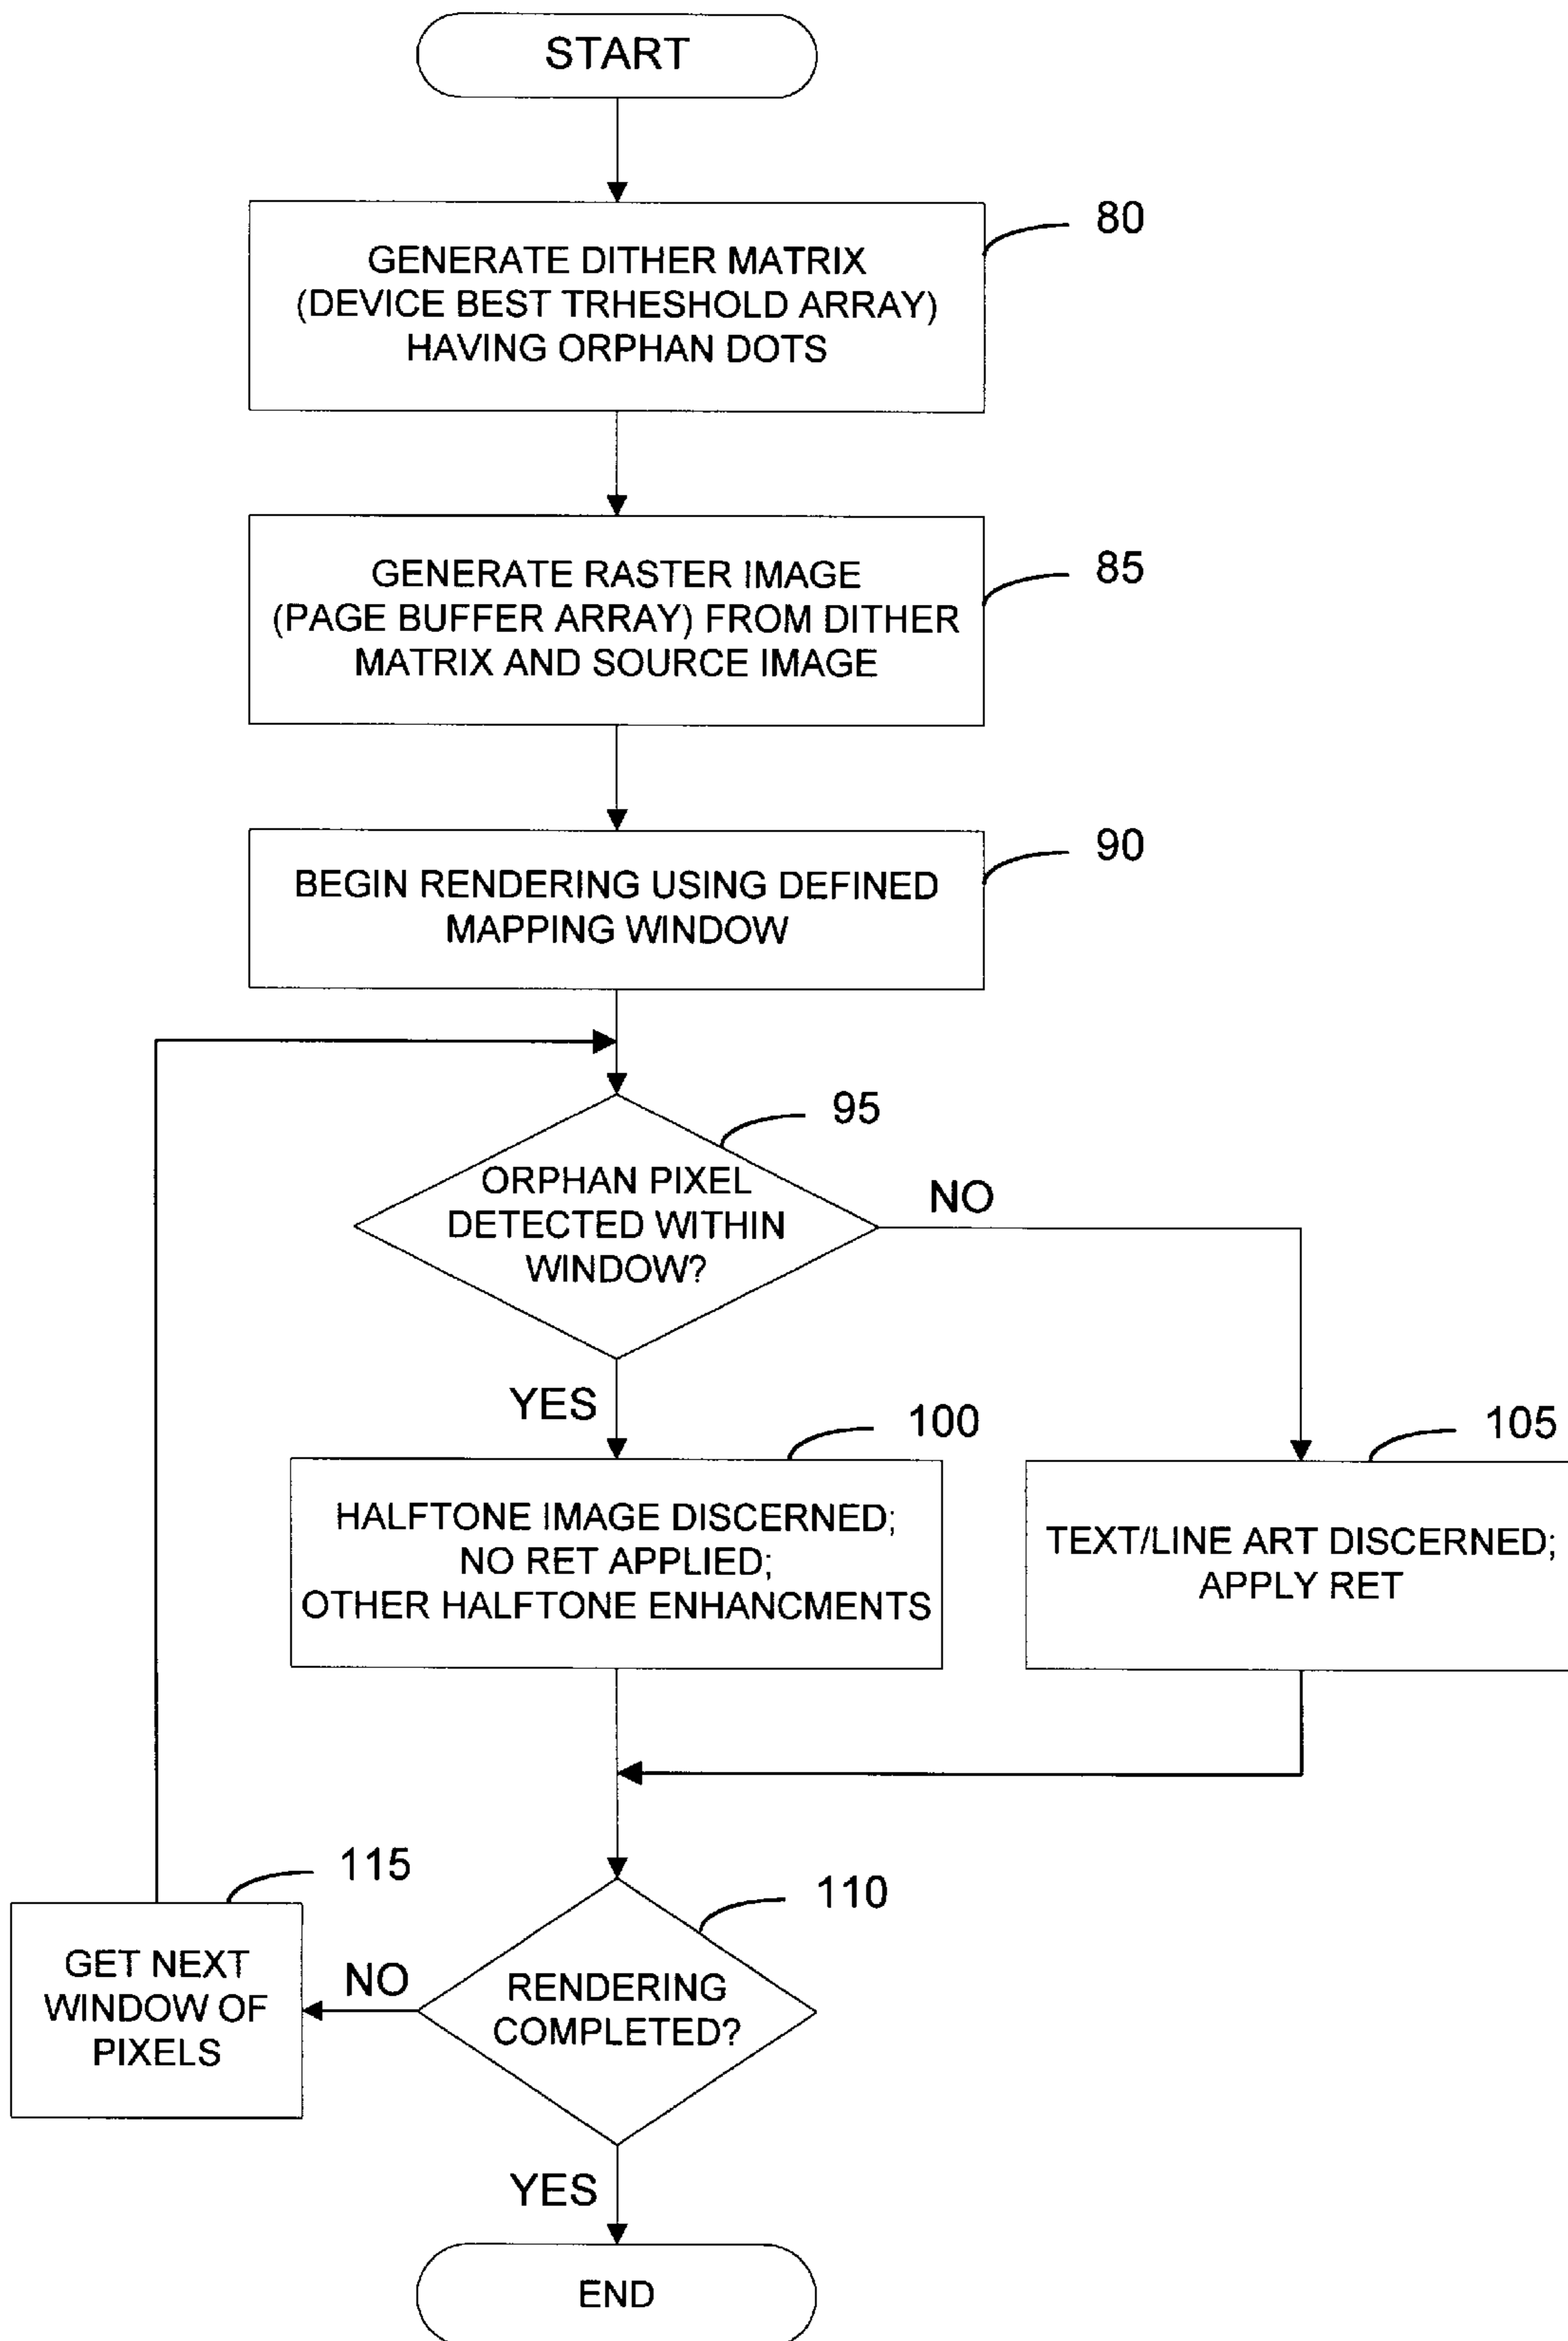 START
80
GENERATE DITHER MATRIX
(DEVICE BEST TRHESHOLD ARRAY)
HAVING ORPHAN DOTS
85
GENERATE RASTER IMAGE
(PAGE BUFFER ARRAY) FROM DITHER
MATRIX AND SOURCE IMAGE
90
BEGIN RENDERING USING DEFINED
MAPPING WINDOW
95
ORPHAN PIXEL
DETECTED WITHIN
WINDOW?
NO
YES
100
HALFTONE IMAGE DISCERNED;
NO RET APPLIED;
OTHER HALFTONE ENHANCMENTS
105
TEXT/LINE ART DISCERNED;
APPLY RET
110
RENDERING
COMPLETED?
NO
115
GET NEXT
WINDOW OF
PIXELS
YES
END